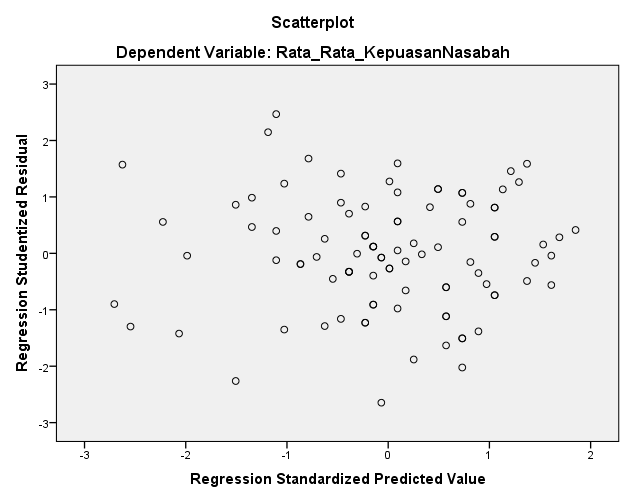 Scatterplot
Dependent Variable: Rata_Rata_KepuasanNasabah
Regression Studentized Residual
3
2
1
0
-1
-2
-3
-3 -2 -1 0 1 2
Regression Standardized Predicted Value